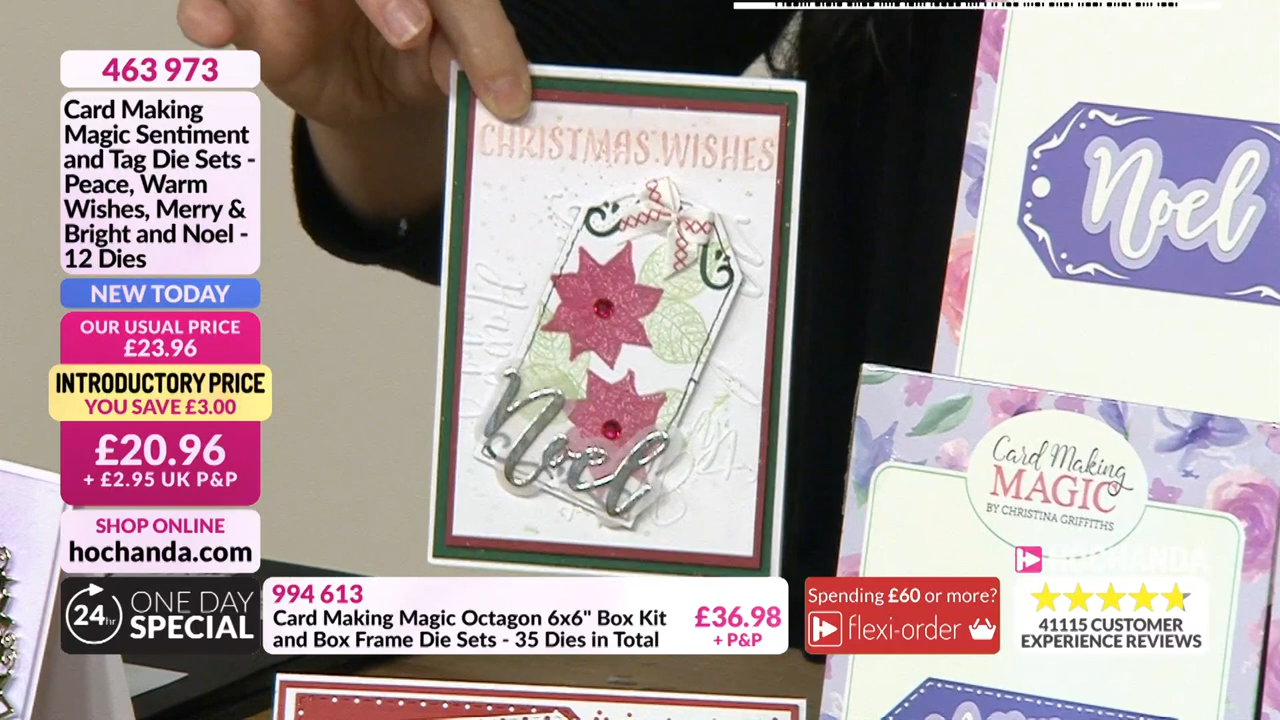 463 973
Card Making
Magic Sentiment
and Tag Die Sets -
Peace, Warm
Wishes, Merry &
Bright and Noel -
12 Dies
NEW TODAY
OUR USUAL PRICE
£23.96
INTRODUCTORY PRICE
YOU SAVE £3.00
£20.96
+ £2.95 UK P&P
SHOP ONLINE
hochanda.com
CHRISTMAS WISHES
Noel
Noel
Card Making
MAGIC
BY CHRISTINA GRIFFITHS
HOCHANDA
24hr
ONE DAY
SPECIAL
994 613
Card Making Magic Octagon 6x6" Box Kit
and Box Frame Die Sets - 35 Dies in Total
£36.98
+ P&P
Spending £60 or more?
flexi-order
41115 CUSTOMER
EXPERIENCE REVIEWS